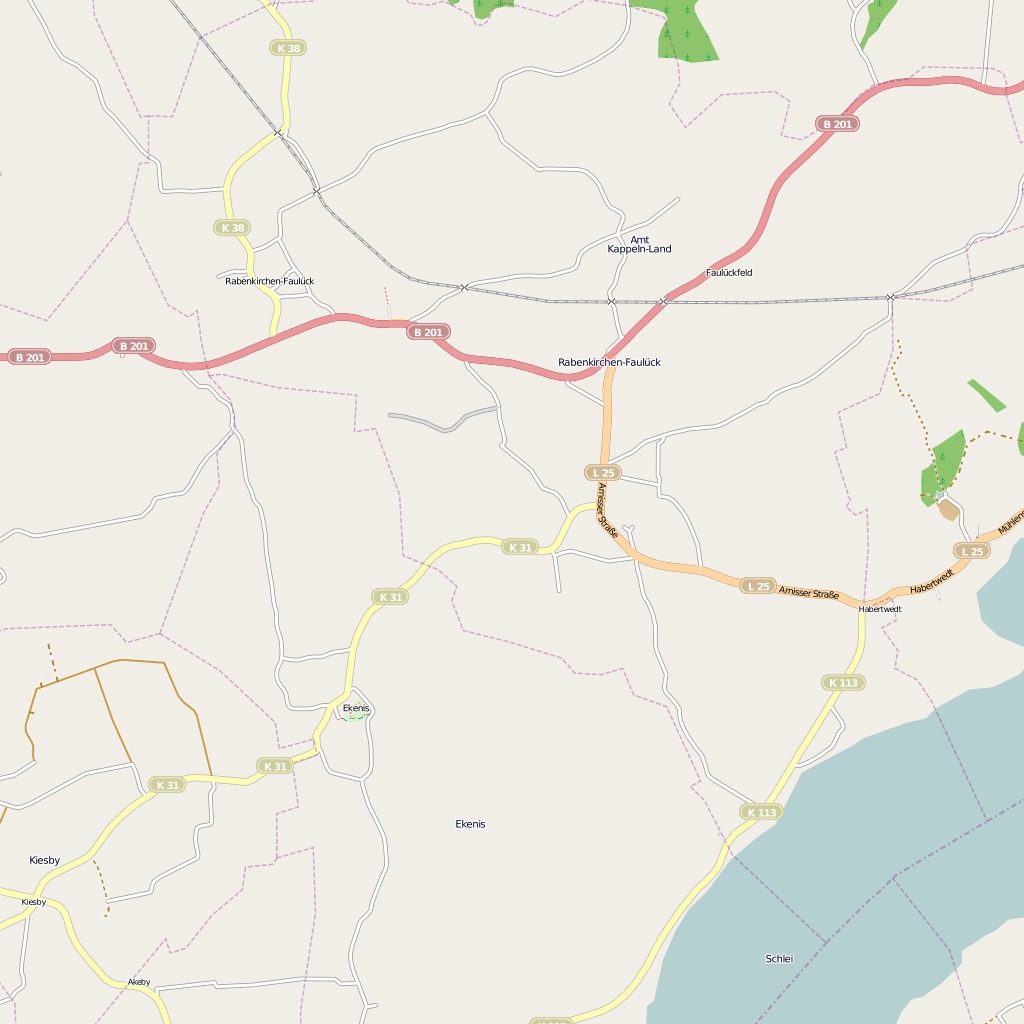 K 38
B 201
K 38
Amt
Kappeln-Land
Faulückfeld
Rabenkirchen-Faulück
B 201
B 201
B 201
Rabenkirchen-Faulück
L 25
Arnisser Straße
K 31
L 25
Mühlens
L 25
Arnisser Straße
Habertwedt
K 31
Habertwedt
K 113
Ekenis
K 31
K 31
K 113
Ekenis
Kiesby
Kiesby
Schlei
Akeby